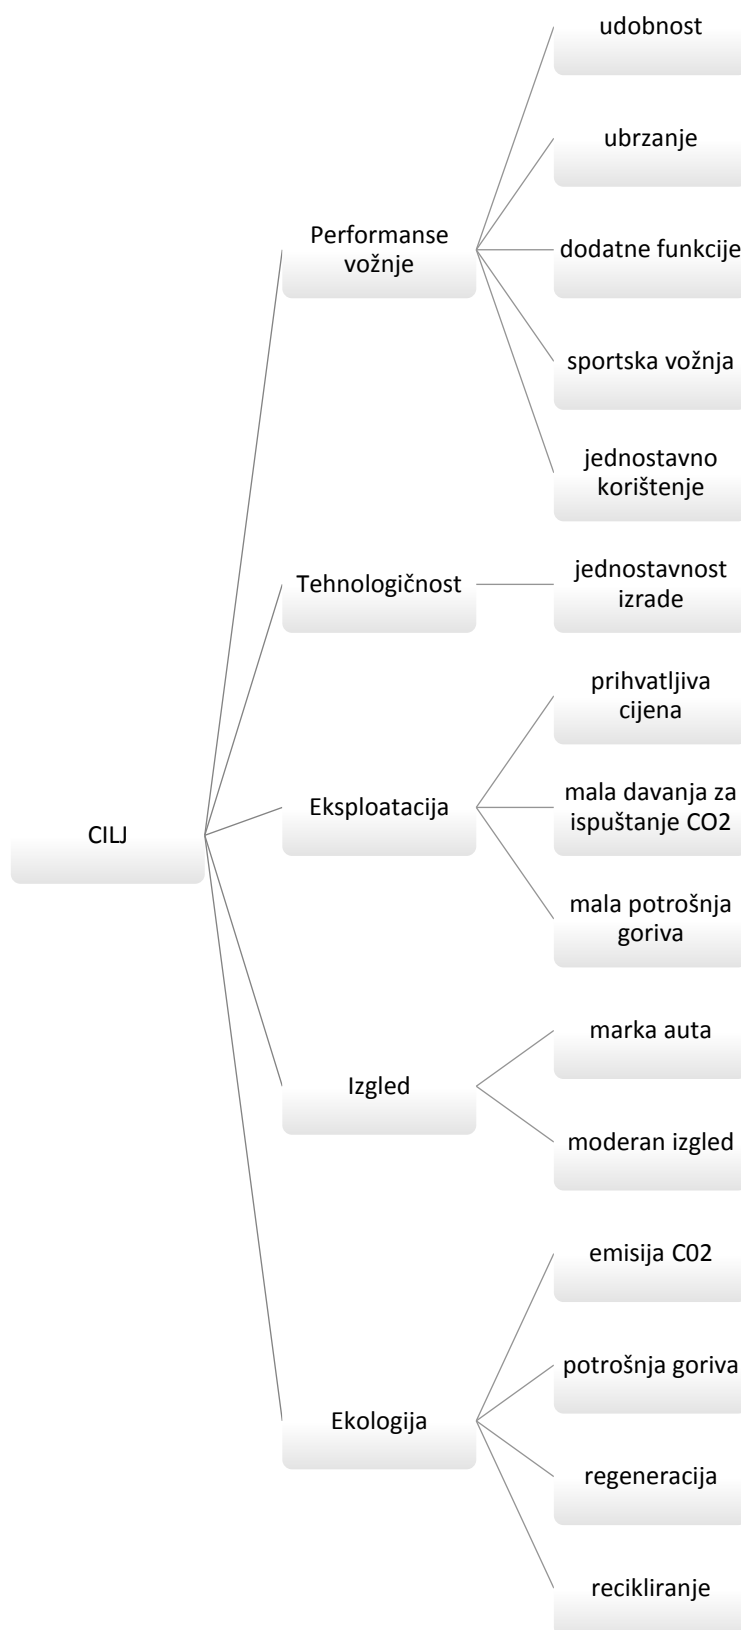 udobnost
ubrzanje
Performanse
vožnje
dodatne funkcije
sportska vožnja
jednostavno
korištenje
Tehnologičnost
jednostavnost
izrade
prihvatljiva
cijena
CILJ
Eksploatacija
mala davanja za
ispuštanje CO2
mala potrošnja
goriva
marka auta
Izgled
moderan izgled
emisija C02
potrošnja goriva
Ekologija
regeneracija
recikliranje